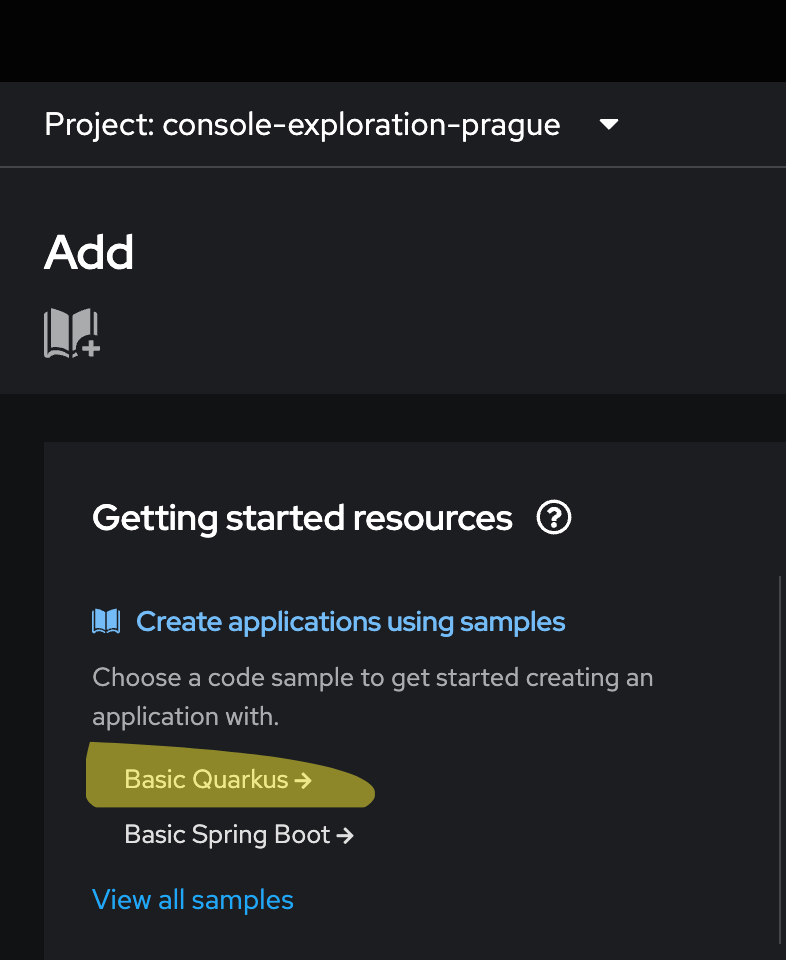 Project: console-exploration-prague
Add
Getting started resources
Create applications using samples
Choose a code sample to get started creating an
application with.
Basic Quarkus →
Basic Spring Boot →
View all samples